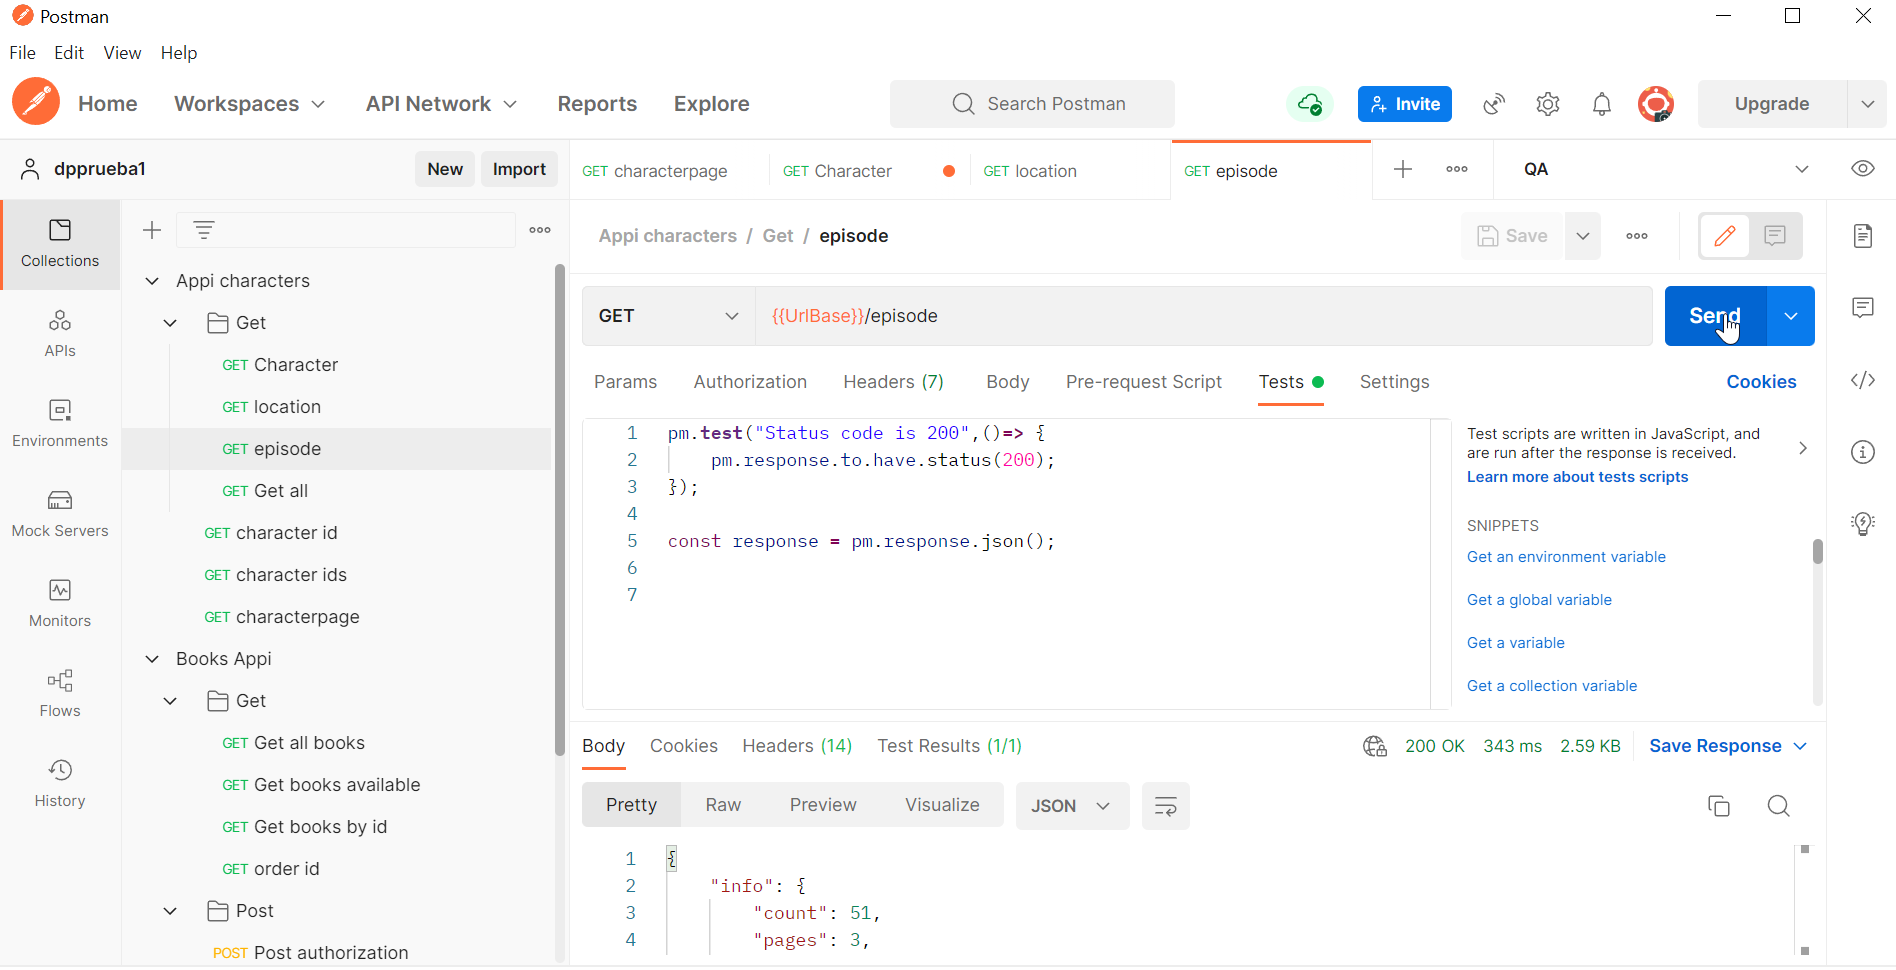 Postman
File Edit View Help
Home Workspaces API Network Reports Explore Search Postman Invite Upgrade
dpprueba1 New Import
GET characterpage GET Character GET location GET episode QA
Collections
APIs
Environments
Mock Servers
Monitors
Flows
History
Appi characters
Get
GET Character
GET location
GET episode
GET Get all
GET character id
GET character ids
GET characterpage
Books Appi
Get
GET Get all books
GET Get books available
GET Get books by id
GET order id
Post
POST Post authorization
Appi characters / Get / episode Save
GET {{UrlBase}}/episode Send
Params Authorization Headers (7) Body Pre-request Script Tests Settings Cookies
1 pm.test("Status code is 200",()=> {
2 pm.response.to.have.status(200);
3 });
4
5 const response = pm.response.json();
6
7
Test scripts are written in JavaScript, and
are run after the response is received.
Learn more about tests scripts
SNIPPETS
Get an environment variable
Get a global variable
Get a variable
Get a collection variable
Body Cookies Headers (14) Test Results (1/1) 200 OK 343 ms 2.59 KB Save Response
Pretty Raw Preview Visualize JSON
1 {
2 "info": {
3 "count": 51,
4 "pages": 3,